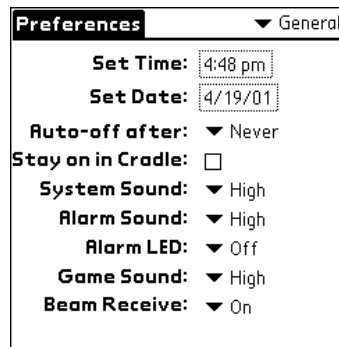 Preferences General
Set Time: 4:48 pm
Set Date: 4/19/01
Auto-off after: Never
Stay on in Cradle:
System Sound: High
Alarm Sound: High
Alarm LED: Off
Game Sound: High
Beam Receive: On